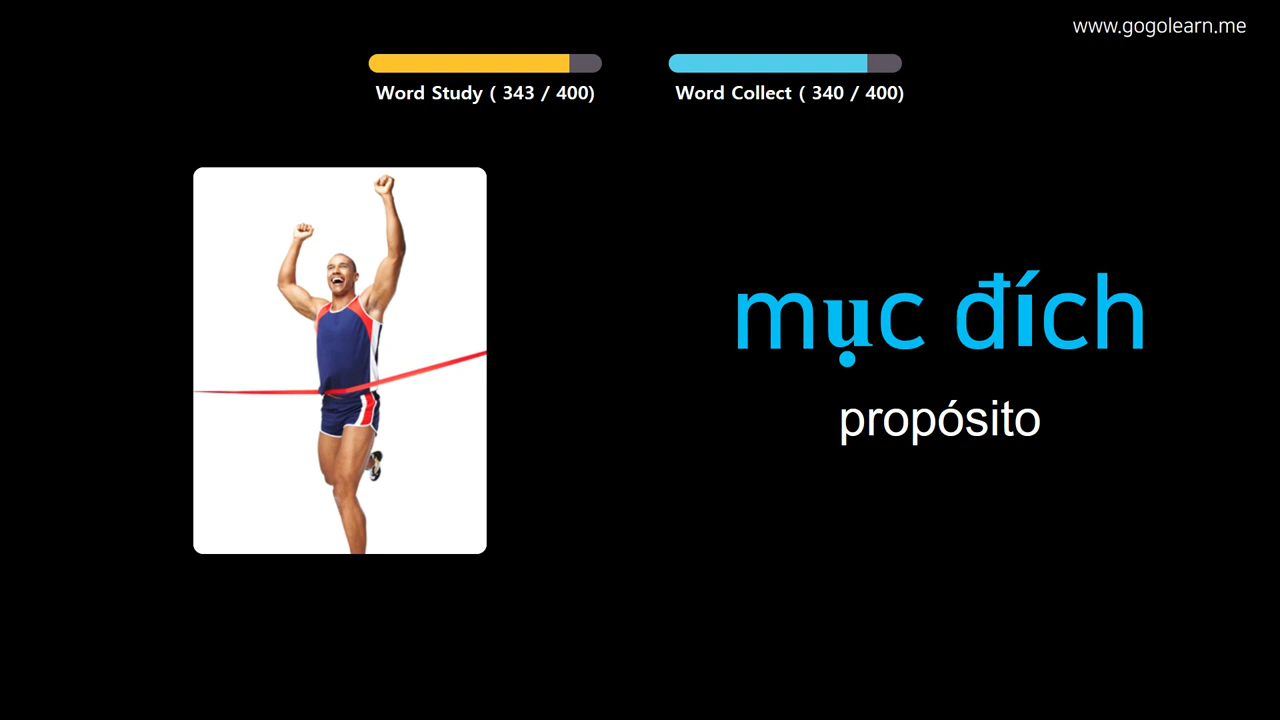 www.gogolearn.me
Word Study ( 343 / 400)
Word Collect ( 340 / 400)
mục đích
propósito